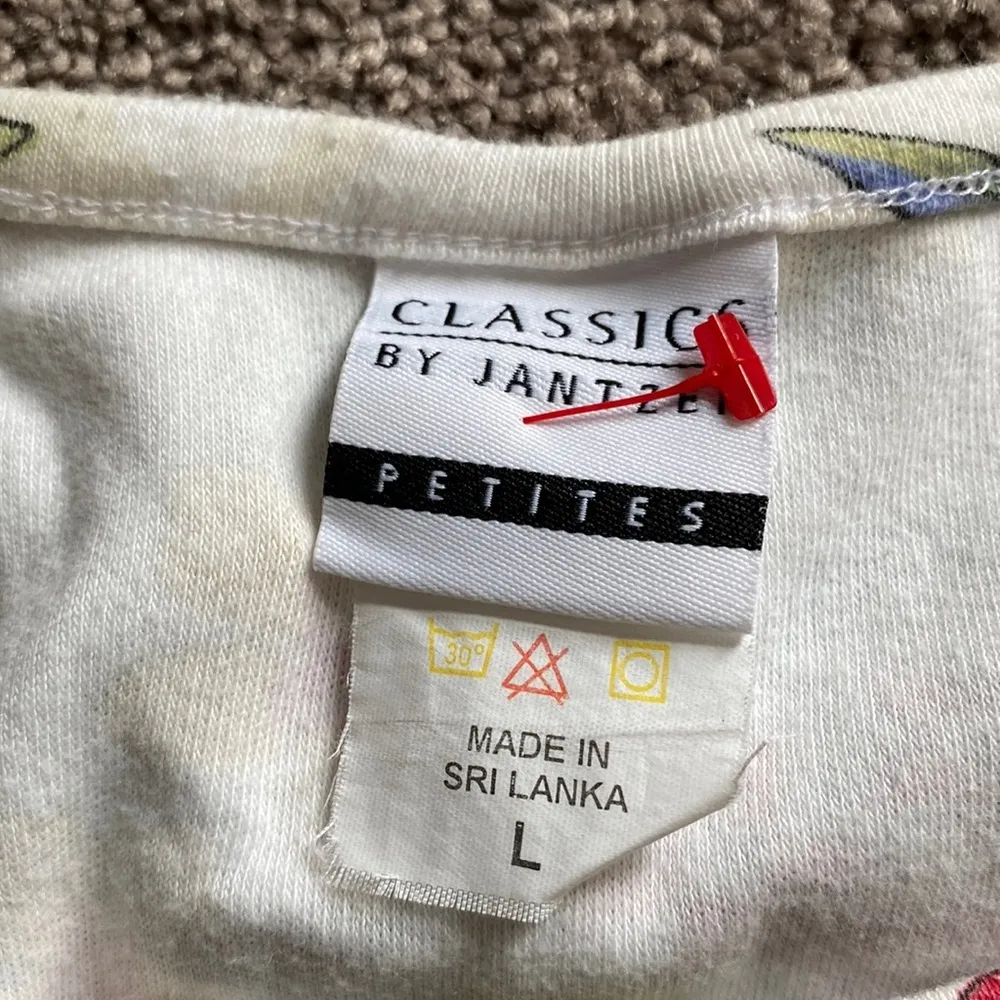 CLASSICS
BY JANTZEN
PETITES
30°
MADE IN
SRI LANKA
L